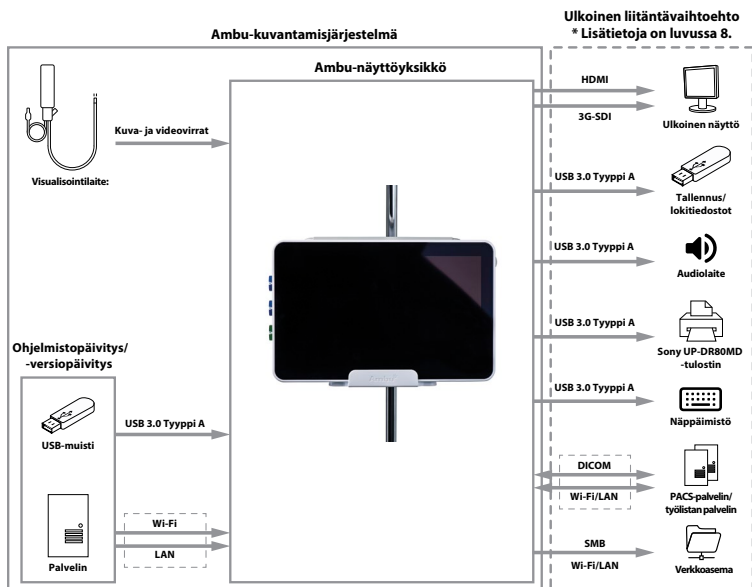 Ulkoinen liitäntävaihtoehto
* Lisätietoja on luvussa 8.
Ambu-kuvantamisjärjestelmä
Ambu-näyttöyksikkö
Kuva- ja videovirrat
Visualisointilaite:
Ohjelmistopäivitys/
-versiopäivitys
USB-muisti
USB 3.0 Tyyppi A
Palvelin
Wi-Fi
LAN
HDMI
3G-SDI
Ulkoinen näyttö
USB 3.0 Tyyppi A
Tallennus/
lokitiedostot
USB 3.0 Tyyppi A
Audiolaite
USB 3.0 Tyyppi A
Sony UP-DR80MD
-tulostin
USB 3.0 Tyyppi A
Näppäimistö
DICOM
Wi-Fi/LAN
PACS-palvelin/
työlistan palvelin
SMB
Wi-Fi/LAN
Verkkoasema